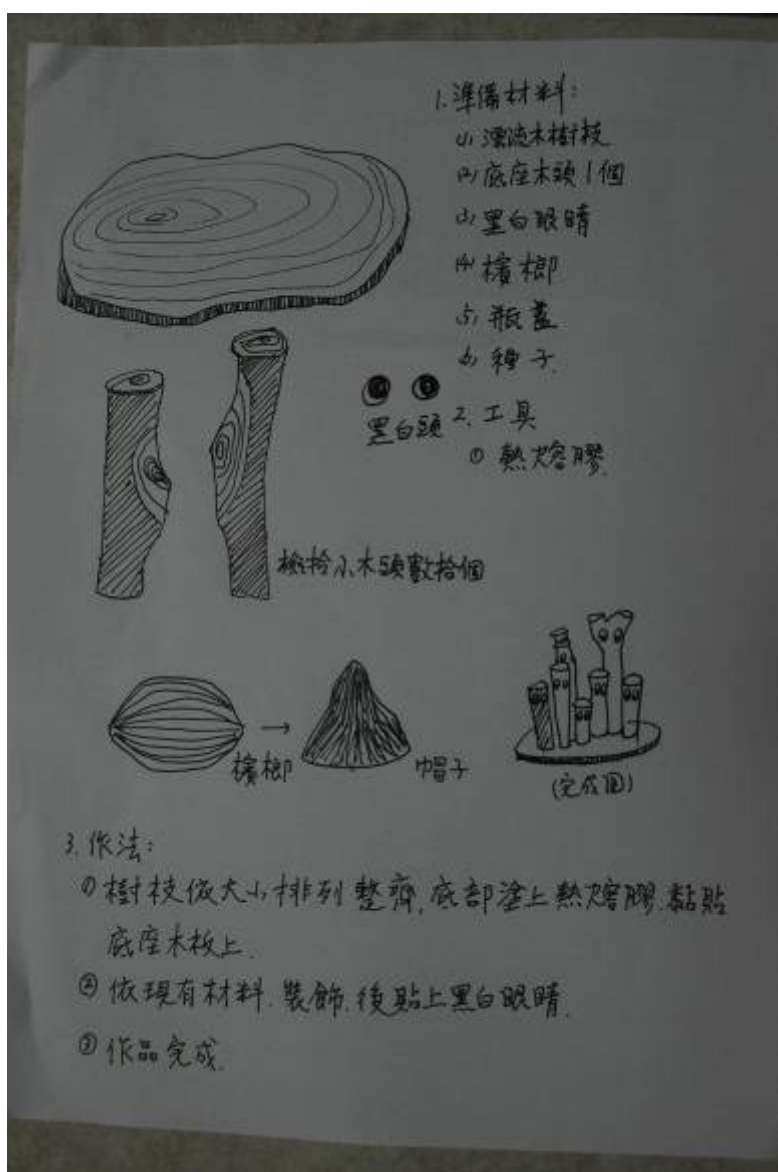 1.準備材料:
(1)漂流木樹枝
(2)底座木頭1個
(3)黑白眼睛
(4)檳榔
(5)瓶蓋
(6)種子.
黑白頭
2.工具
① 熱熔膠.
撿拾小木頭數拾個
檳榔
→
帽子
(完成圖)
3.作法:
①樹枝依大小排列整齊,底部塗上熱熔膠.黏貼
底座木板上.
②依現有材料.裝飾.後貼上黑白眼睛.
③作品完成.